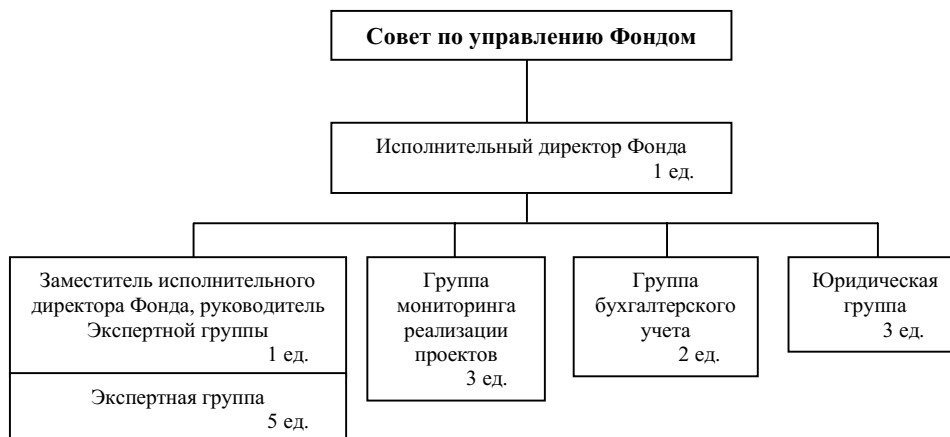 Совет по управлению Фондом
Исполнительный директор Фонда
1 ед.
Заместитель исполнительного
директора Фонда, руководитель
Экспертной группы
1 ед.
Экспертная группа
5 ед.
Группа
мониторинга
реализации
проектов
3 ед.
Группа
бухгалтерского
учета
2 ед.
Юридическая
группа
3 ед.